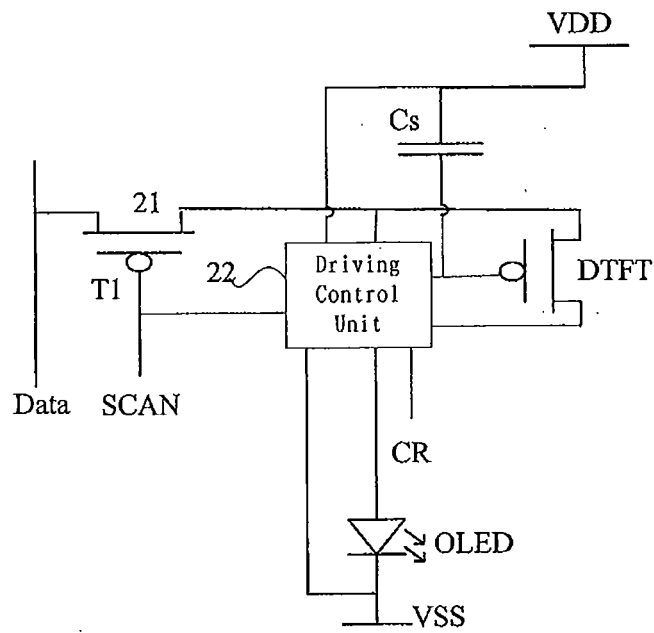 VDD
Cs
21
T1
22
Driving
Control
Unit
DTFT
Data
SCAN
CR
OLED
VSS